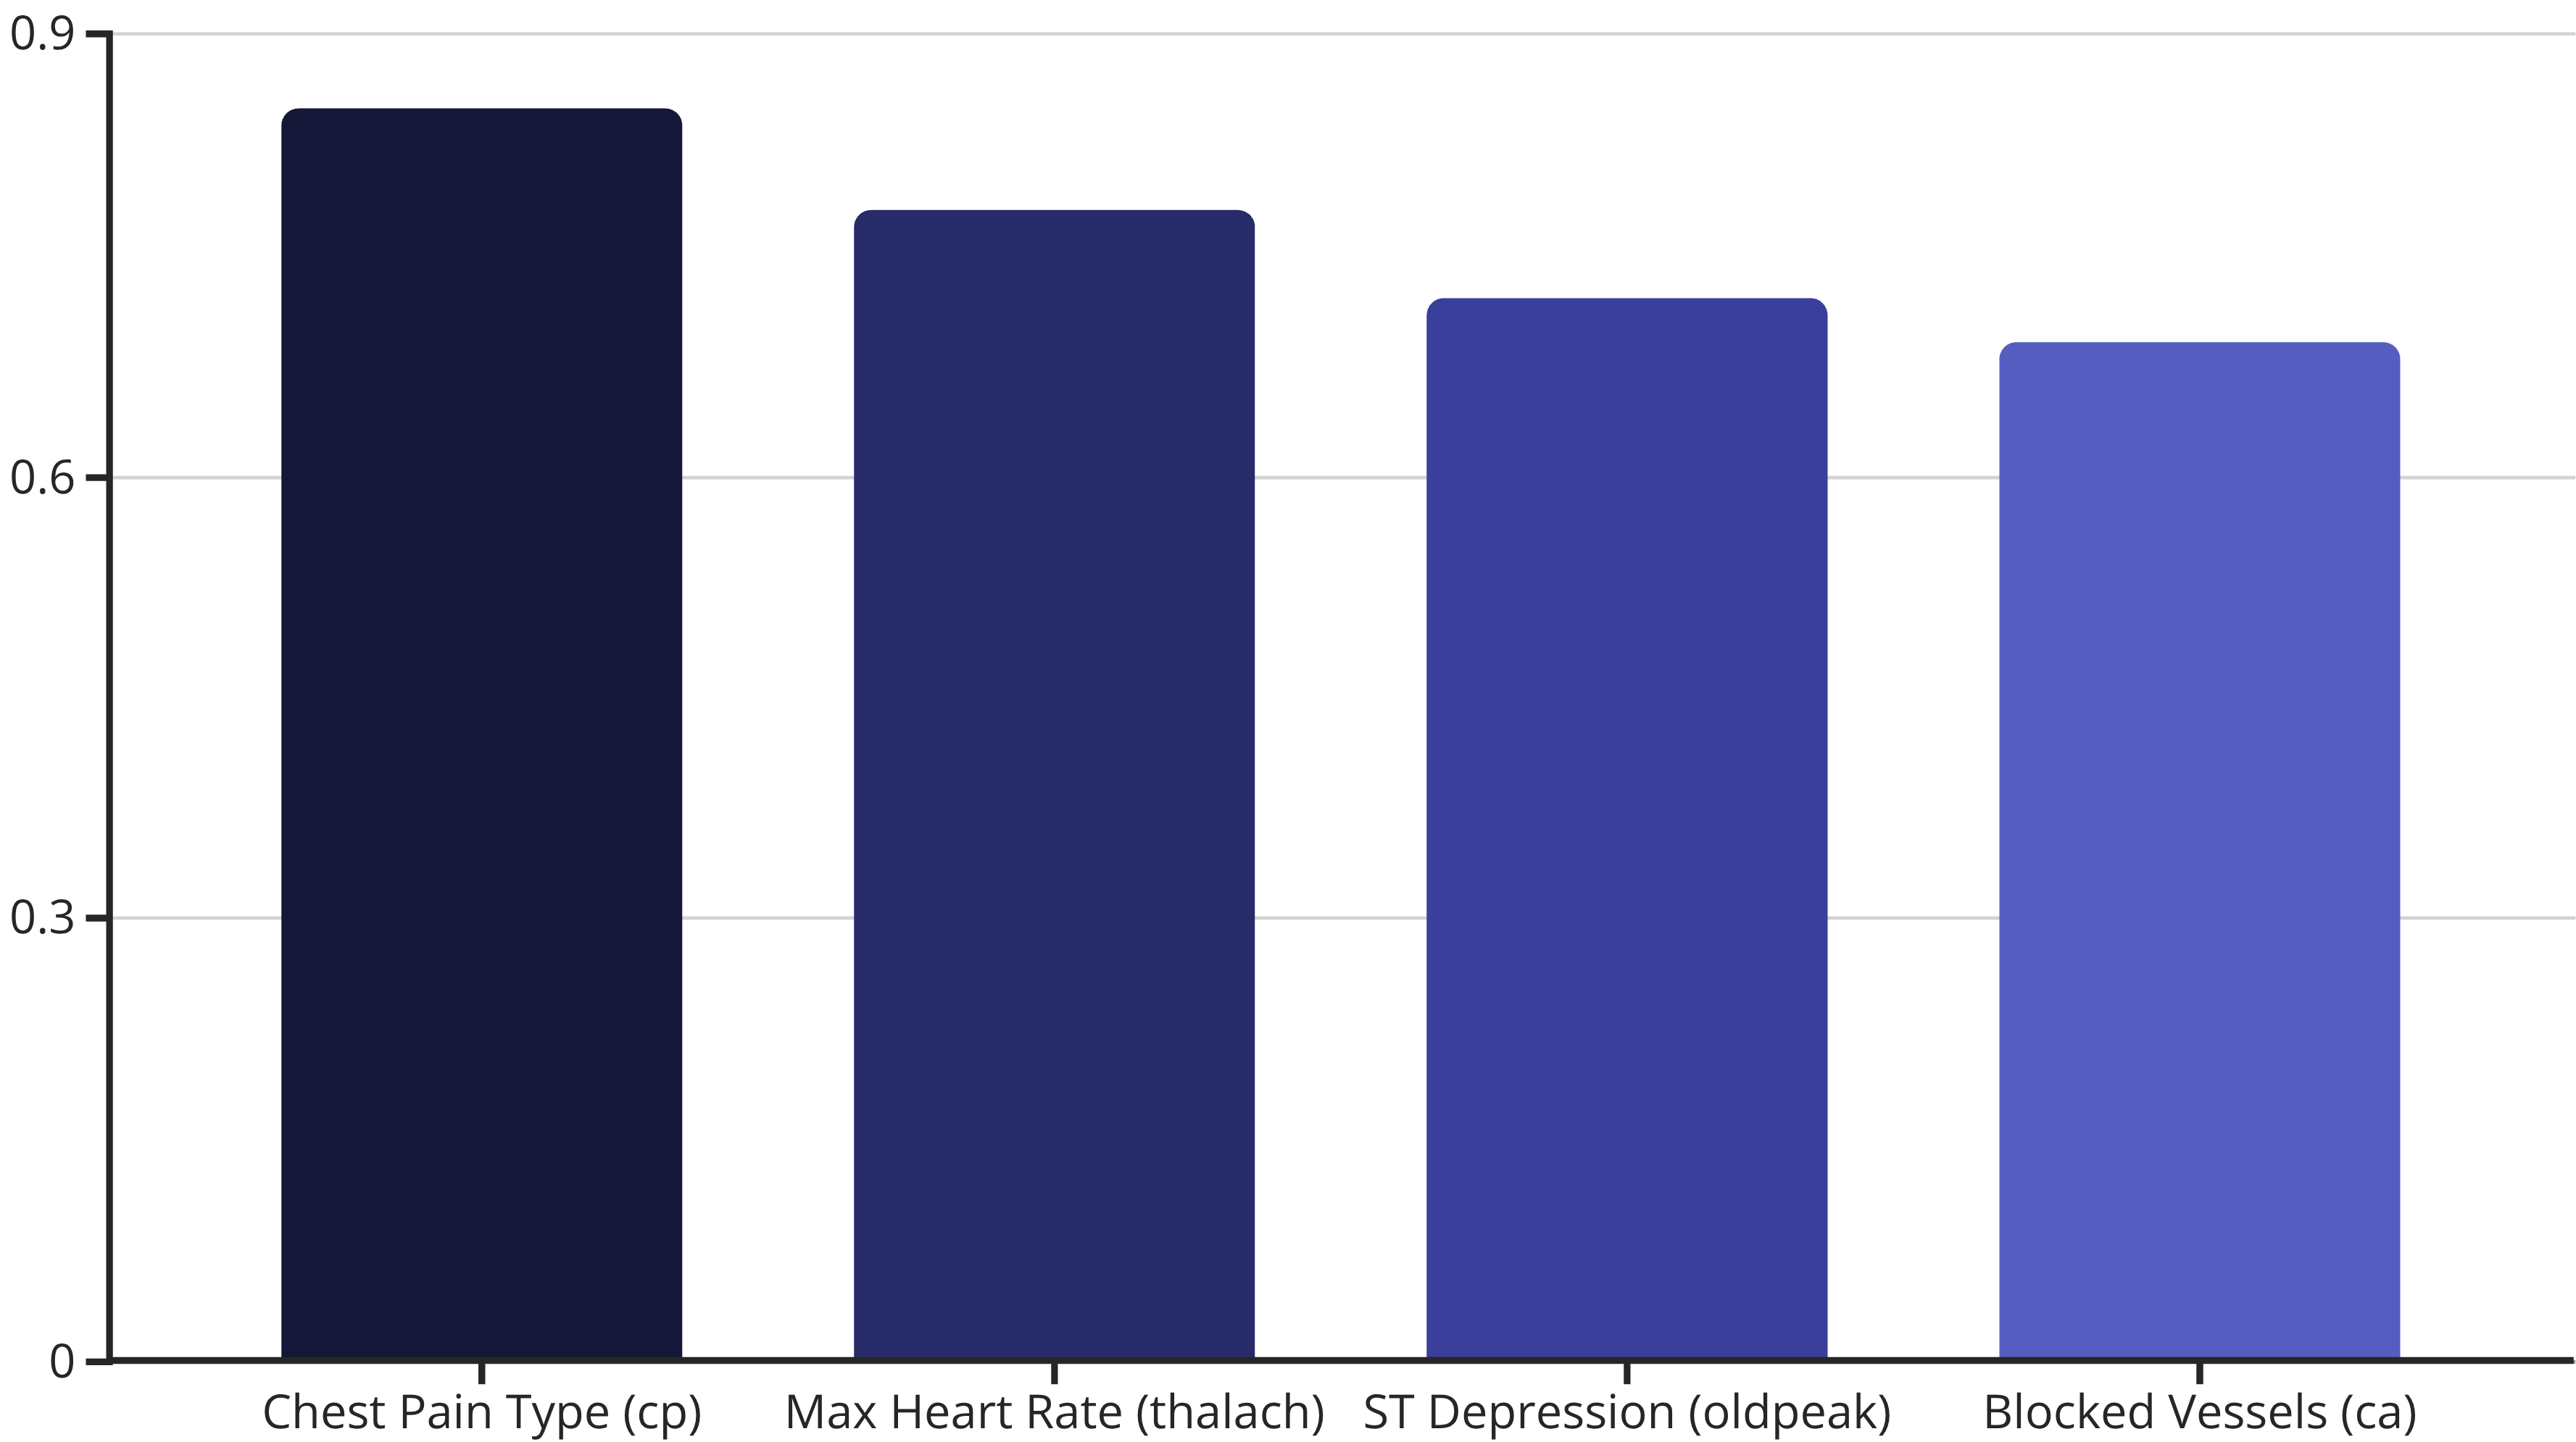 0.9
0.6
0.3
0
Chest Pain Type (cp) Max Heart Rate (thalach) ST Depression (oldpeak) Blocked Vessels (ca)